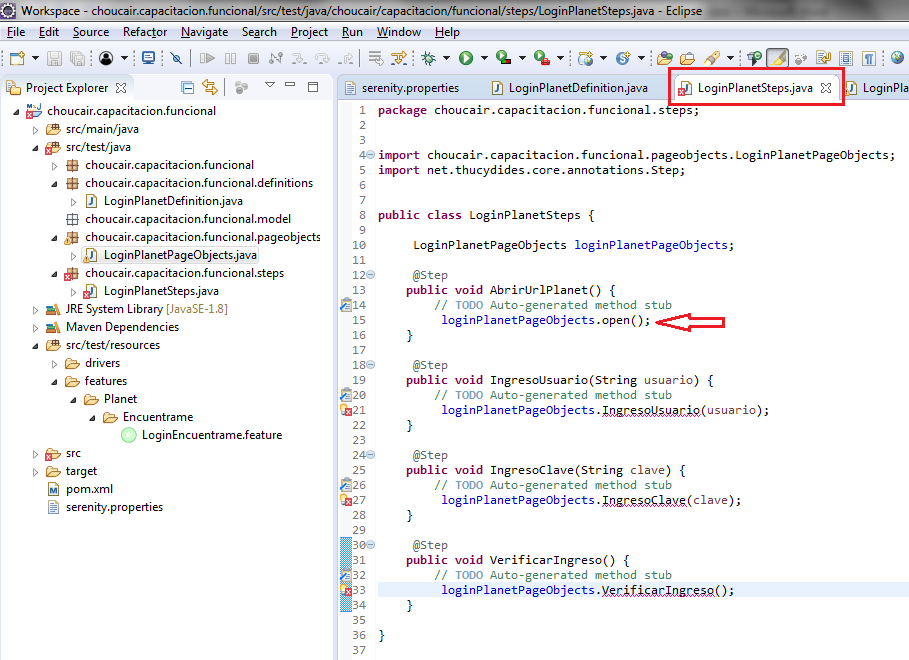 Workspace - choucair.capacitacion.funcional/src/test/java/choucair/capacitacion/funcional/steps/LoginPlanetSteps.java - Eclipse
File Edit Source Refactor Navigate Search Project Run Window Help
Project Explorer
choucair.capacitacion.funcional
src/main/java
src/test/java
choucair.capacitacion.funcional
choucair.capacitacion.funcional.definitions
LoginPlanetDefinition.java
choucair.capacitacion.funcional.model
choucair.capacitacion.funcional.pageobjects
LoginPlanetPageObjects.java
choucair.capacitacion.funcional.steps
LoginPlanetSteps.java
JRE System Library [JavaSE-1.8]
Maven Dependencies
src/test/resources
drivers
features
Planet
Encuentrame
LoginEncuentrame.feature
src
target
pom.xml
serenity.properties
serenity.properties LoginPlanetDefinition.java LoginPlanetSteps.java LoginPla
1 package choucair.capacitacion.funcional.steps;
2
3
4 import choucair.capacitacion.funcional.pageobjects.LoginPlanetPageObjects;
5 import net.thucydides.core.annotations.Step;
6
7
8 public class LoginPlanetSteps {
9
10 LoginPlanetPageObjects loginPlanetPageObjects;
11
12 @Step
13 public void AbrirUrlPlanet() {
14 // TODO Auto-generated method stub
15 loginPlanetPageObjects.open();
16 }
17
18 @Step
19 public void IngresoUsuario(String usuario) {
20 // TODO Auto-generated method stub
21 loginPlanetPageObjects.IngresoUsuario(usuario);
22 }
23
24 @Step
25 public void IngresoClave(String clave) {
26 // TODO Auto-generated method stub
27 loginPlanetPageObjects.IngresoClave(clave);
28 }
29
30 @Step
31 public void VerificarIngreso() {
32 // TODO Auto-generated method stub
33 loginPlanetPageObjects.VerificarIngreso();
34 }
35
36 }
37